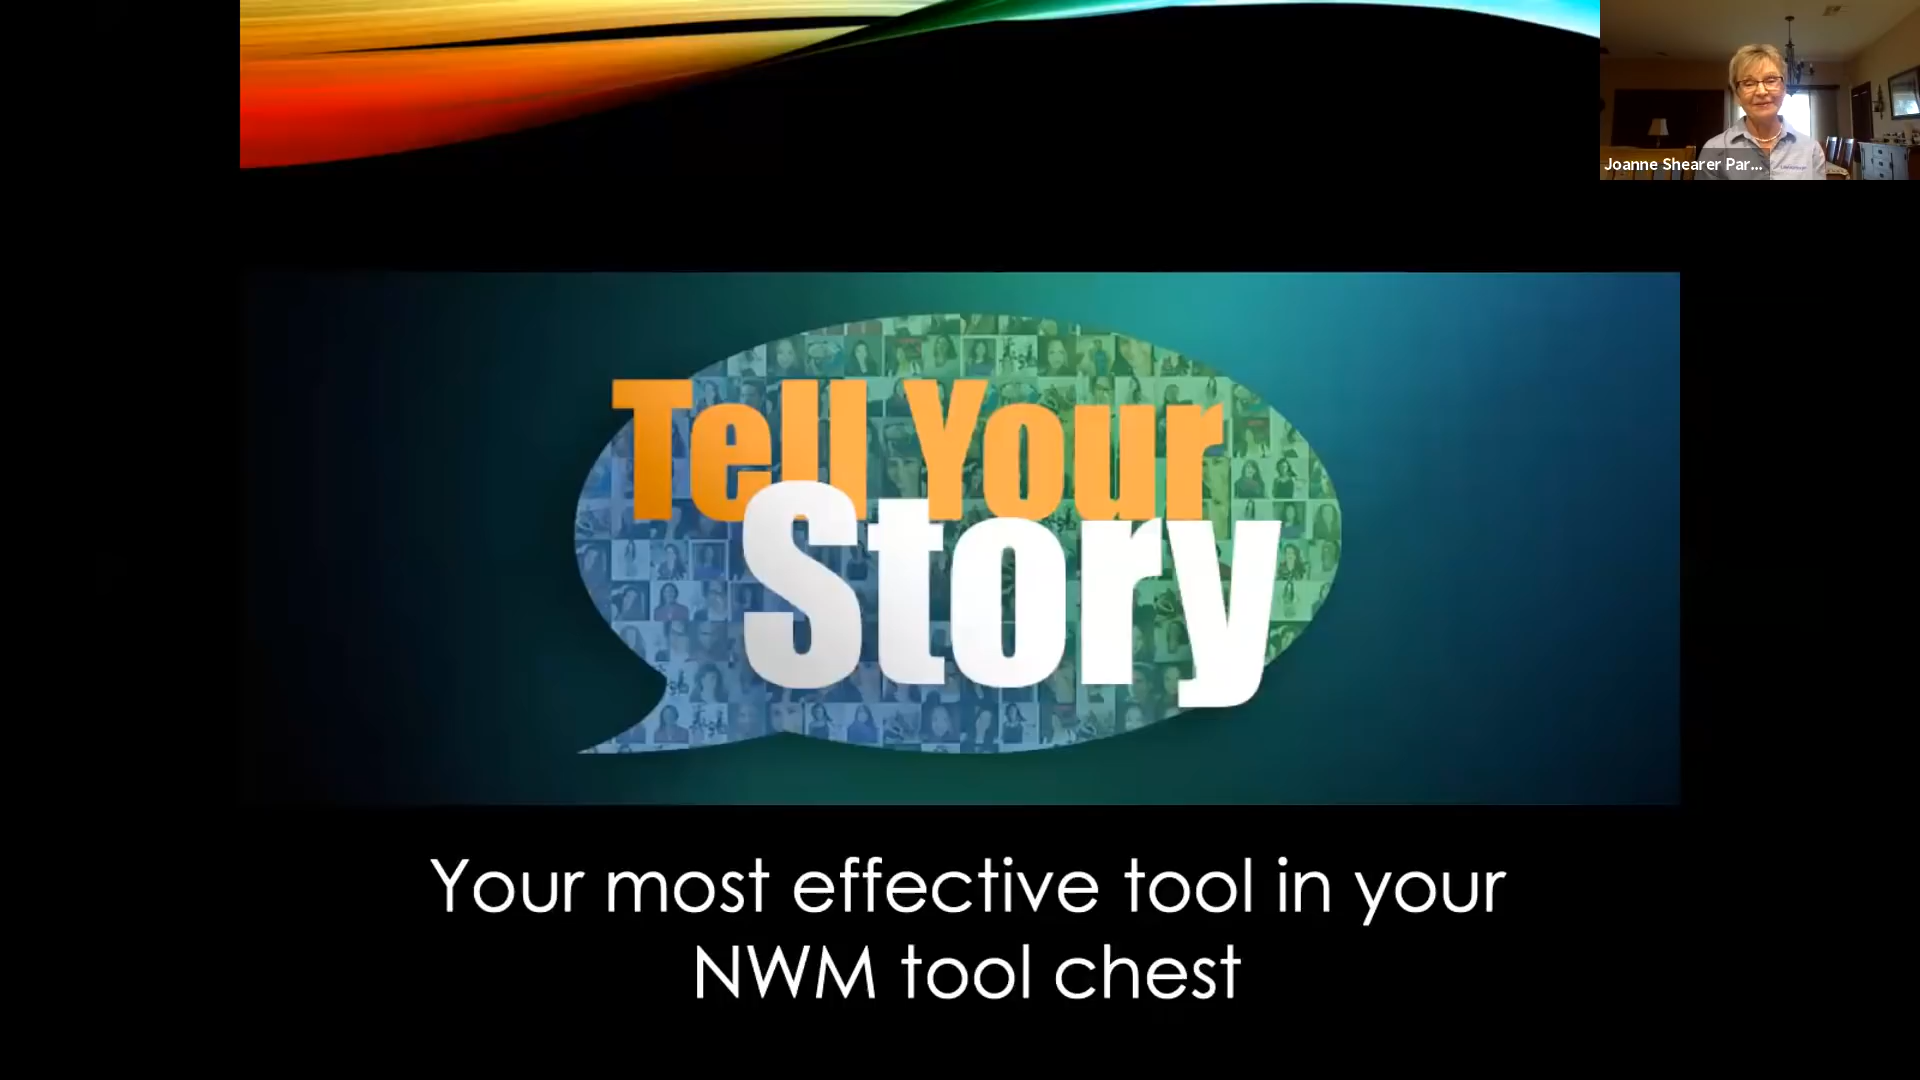 Joanne Shearer Par...
Tell Your
Story
Your most effective tool in your
NWM tool chest